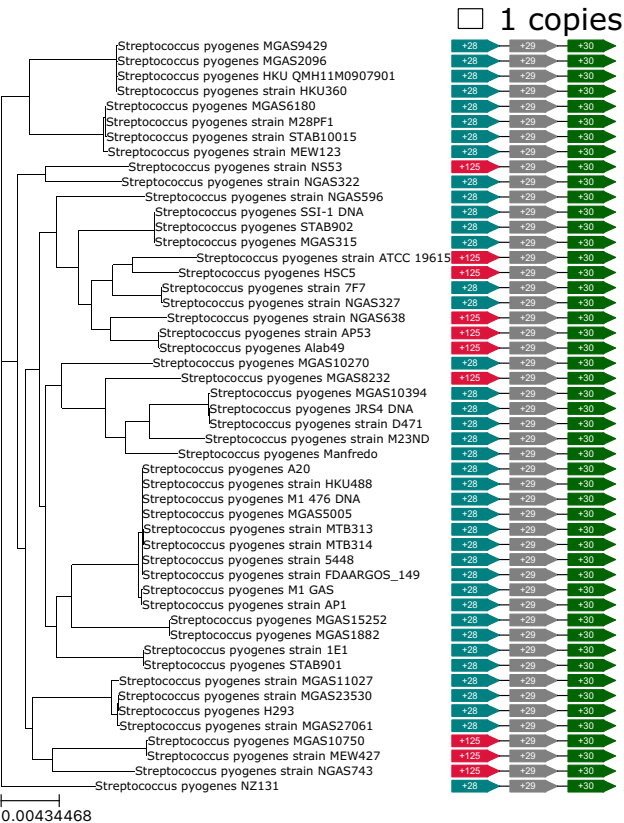 1 copies
Streptococcus pyogenes MGAS9429 +28 +29 +30
Streptococcus pyogenes MGAS2096 +28 +29 +30
Streptococcus pyogenes HKU QMH11M0907901 +28 +29 +30
Streptococcus pyogenes strain HKU360 +28 +29 +30
Streptococcus pyogenes MGAS6180 +28 +29 +30
Streptococcus pyogenes strain M28PF1 +28 +29 +30
Streptococcus pyogenes strain STAB10015 +28 +29 +30
Streptococcus pyogenes strain MEW123 +28 +29 +30
Streptococcus pyogenes strain NS53 +125 +29 +30
Streptococcus pyogenes strain NGAS322 +28 +29 +30
Streptococcus pyogenes strain NGAS596 +28 +29 +30
Streptococcus pyogenes SSI-1 DNA +28 +29 +30
Streptococcus pyogenes STAB902 +28 +29 +30
Streptococcus pyogenes MGAS315 +28 +29 +30
Streptococcus pyogenes strain ATCC 19615 +125 +29 +30
Streptococcus pyogenes HSC5 +125 +29 +30
Streptococcus pyogenes strain 7F7 +28 +29 +30
Streptococcus pyogenes strain NGAS327 +28 +29 +30
Streptococcus pyogenes strain NGAS638 +125 +29 +30
Streptococcus pyogenes strain AP53 +125 +29 +30
Streptococcus pyogenes Alab49 +125 +29 +30
Streptococcus pyogenes MGAS10270 +28 +29 +30
Streptococcus pyogenes MGAS8232 +125 +29 +30
Streptococcus pyogenes MGAS10394 +28 +29 +30
Streptococcus pyogenes JRS4 DNA +28 +29 +30
Streptococcus pyogenes strain D471 +28 +29 +30
Streptococcus pyogenes strain M23ND +28 +29 +30
Streptococcus pyogenes Manfredo +28 +29 +30
Streptococcus pyogenes A20 +28 +29 +30
Streptococcus pyogenes strain HKU488 +28 +29 +30
Streptococcus pyogenes M1 476 DNA +28 +29 +30
Streptococcus pyogenes MGAS5005 +28 +29 +30
Streptococcus pyogenes strain MTB313 +28 +29 +30
Streptococcus pyogenes strain MTB314 +28 +29 +30
Streptococcus pyogenes strain 5448 +28 +29 +30
Streptococcus pyogenes strain FDAARGOS_149 +28 +29 +30
Streptococcus pyogenes M1 GAS +28 +29 +30
Streptococcus pyogenes strain AP1 +28 +29 +30
Streptococcus pyogenes MGAS15252 +28 +29 +30
Streptococcus pyogenes MGAS1882 +28 +29 +30
Streptococcus pyogenes strain 1E1 +28 +29 +30
Streptococcus pyogenes STAB901 +28 +29 +30
Streptococcus pyogenes strain MGAS11027 +28 +29 +30
Streptococcus pyogenes strain MGAS23530 +28 +29 +30
Streptococcus pyogenes H293 +28 +29 +30
Streptococcus pyogenes strain MGAS27061 +28 +29 +30
Streptococcus pyogenes MGAS10750 +125 +29 +30
Streptococcus pyogenes strain MEW427 +125 +29 +30
Streptococcus pyogenes strain NGAS743 +125 +29 +30
Streptococcus pyogenes NZ131 +28 +29 +30
0.00434468